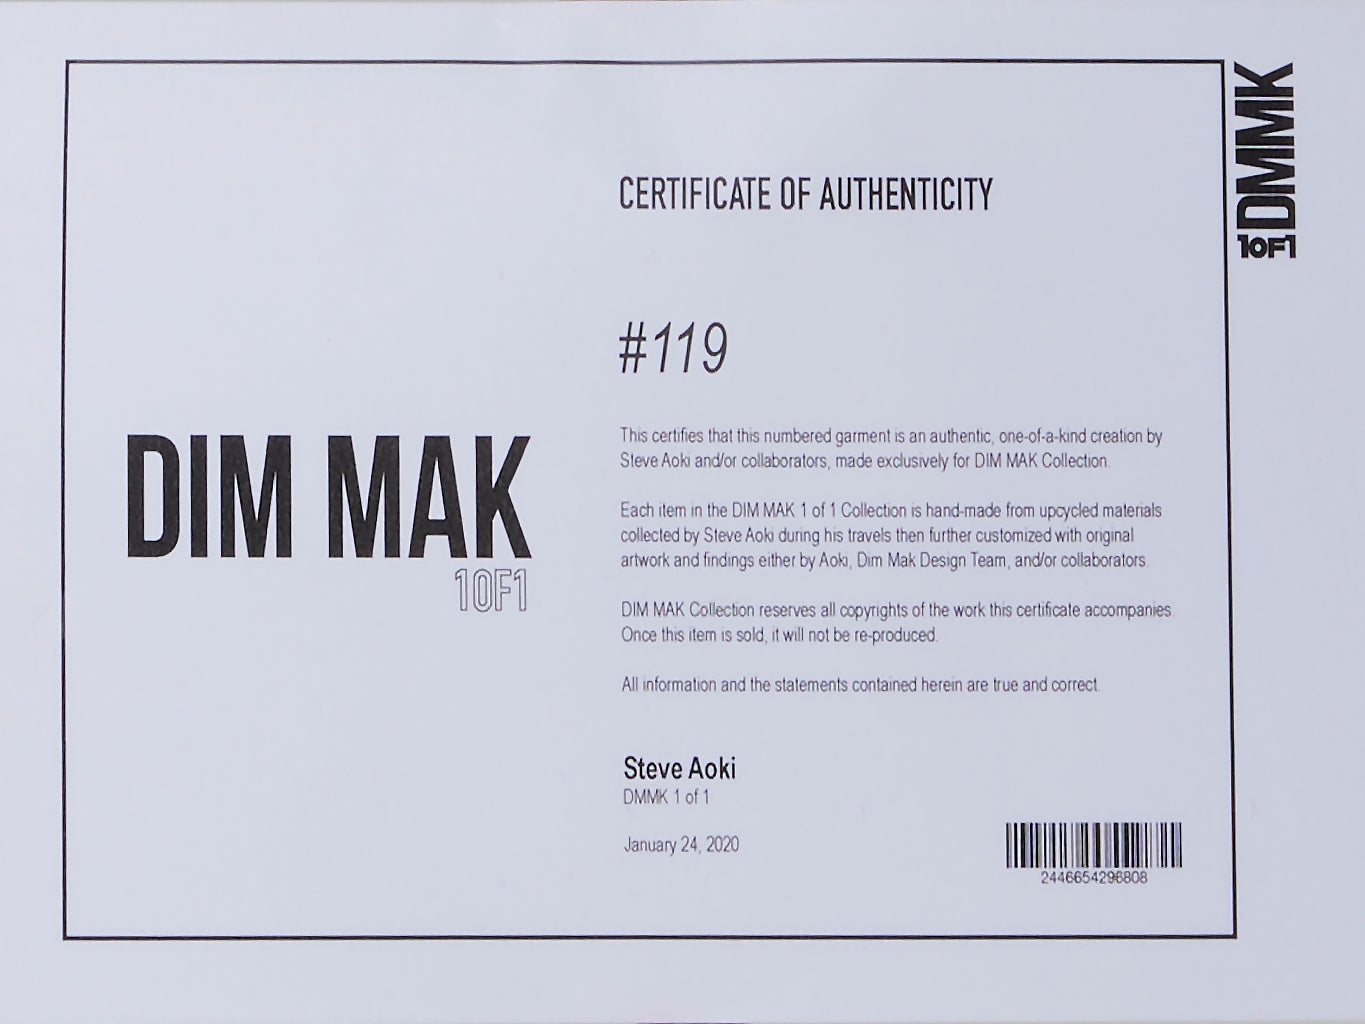 DMMK
1OF1
CERTIFICATE OF AUTHENTICITY
#119
DIM MAK
1OF1
This certifies that this numbered garment is an authentic, one-of-a-kind creation by
Steve Aoki and/or collaborators, made exclusively for DIM MAK Collection.
Each item in the DIM MAK 1 of 1 Collection is hand-made from upcycled materials
collected by Steve Aoki during his travels then further customized with original
artwork and findings either by Aoki, Dim Mak Design Team, and/or collaborators.
DIM MAK Collection reserves all copyrights of the work this certificate accompanies.
Once this item is sold, it will not be re-produced.
All information and the statements contained herein are true and correct.
Steve Aoki
DMMK 1 of 1
January 24, 2020
2446654296808